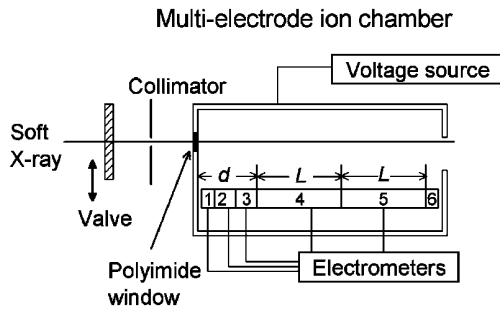 Multi-electrode ion chamber
Voltage source
Collimator
Soft
X-ray
d L L
1 2 3 4 5 6
Valve
Polyimide
window
Electrometers